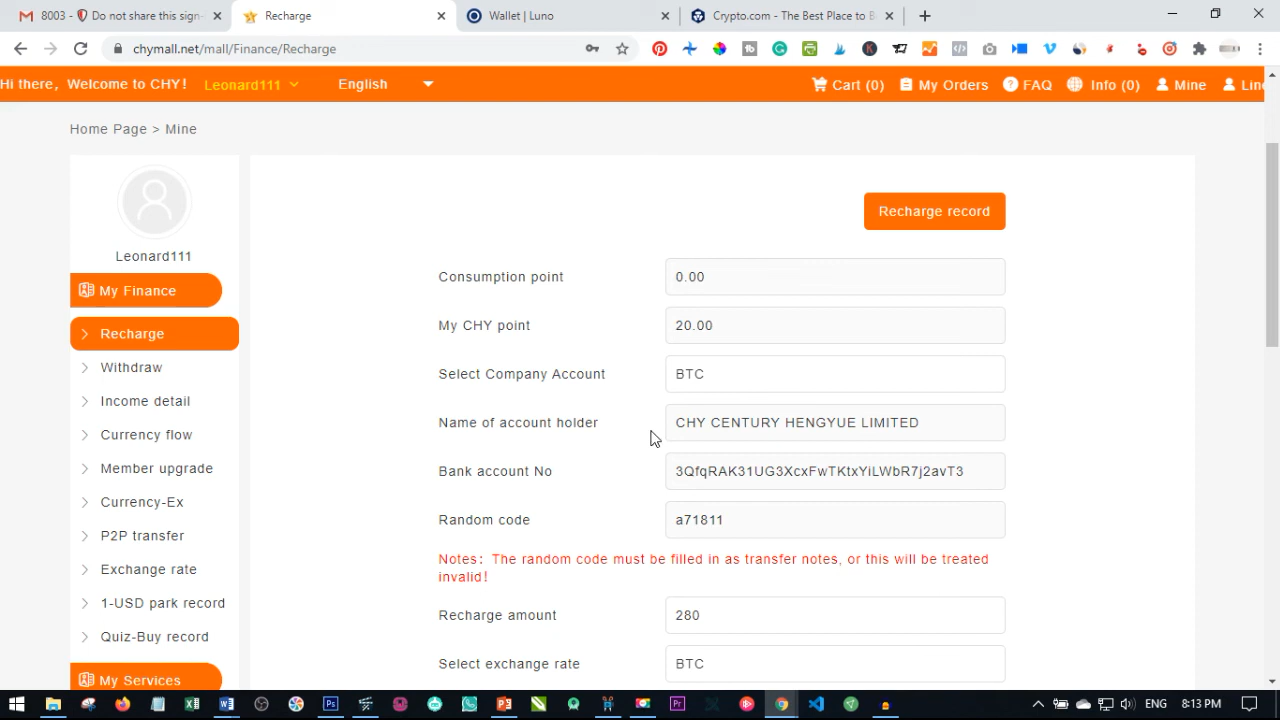 8003 - Do not share this sign-
Recharge
Wallet | Luno
Crypto.com - The Best Place to B
chymall.net/mall/Finance/Recharge
Hi there, Welcome to CHY! Leonard111 English Cart (0) My Orders FAQ Info (0) Mine Line
Home Page > Mine
Leonard111
My Finance
Recharge
Withdraw
Income detail
Currency flow
Member upgrade
Currency-Ex
P2P transfer
Exchange rate
1-USD park record
Quiz-Buy record
My Services
Recharge record
Consumption point 0.00
My CHY point 20.00
Select Company Account BTC
Name of account holder CHY CENTURY HENGYUE LIMITED
Bank account No 3QfqRAK31UG3XcxFwTKtxYiLWbR7j2avT3
Random code a71811
Notes: The random code must be filled in as transfer notes, or this will be treated
invalid!
Recharge amount 280
Select exchange rate BTC
ENG 8:13 PM